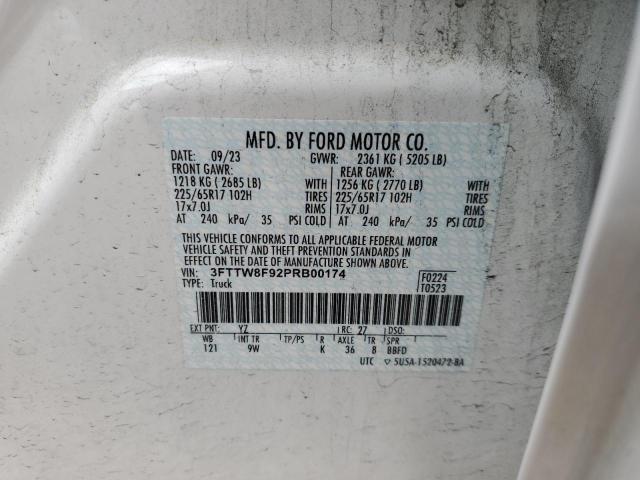 MFD. BY FORD MOTOR CO.
DATE: 09/23 GVWR: 2361 KG ( 5205 LB)
FRONT GAWR: REAR GAWR:
1218 KG ( 2685 LB) WITH 1256 KG ( 2770 LB) WITH
225/65R17 102H TIRES 225/65R17 102H TIRES
17x7.0J RIMS 17x7.0J RIMS
AT 240 kPa/ 35 PSI COLD AT 240 kPa/ 35 PSI COLD
THIS VEHICLE CONFORMS TO ALL APPLICABLE FEDERAL MOTOR
VEHICLE SAFETY AND THEFT PREVENTION STANDARDS IN EFFECT
ON THE DATE OF MANUFACTURE SHOWN ABOVE.
VIN: 3FTTW8F92PRB00174 F0224
TYPE: Truck T0523
EXT PNT: YZ RC: 27 DSO:
WB INT TR TP/PS R AXLE TR SPR
121 9W K 36 8 BBFD
UTC ▽ 5U5A-1520472-BA